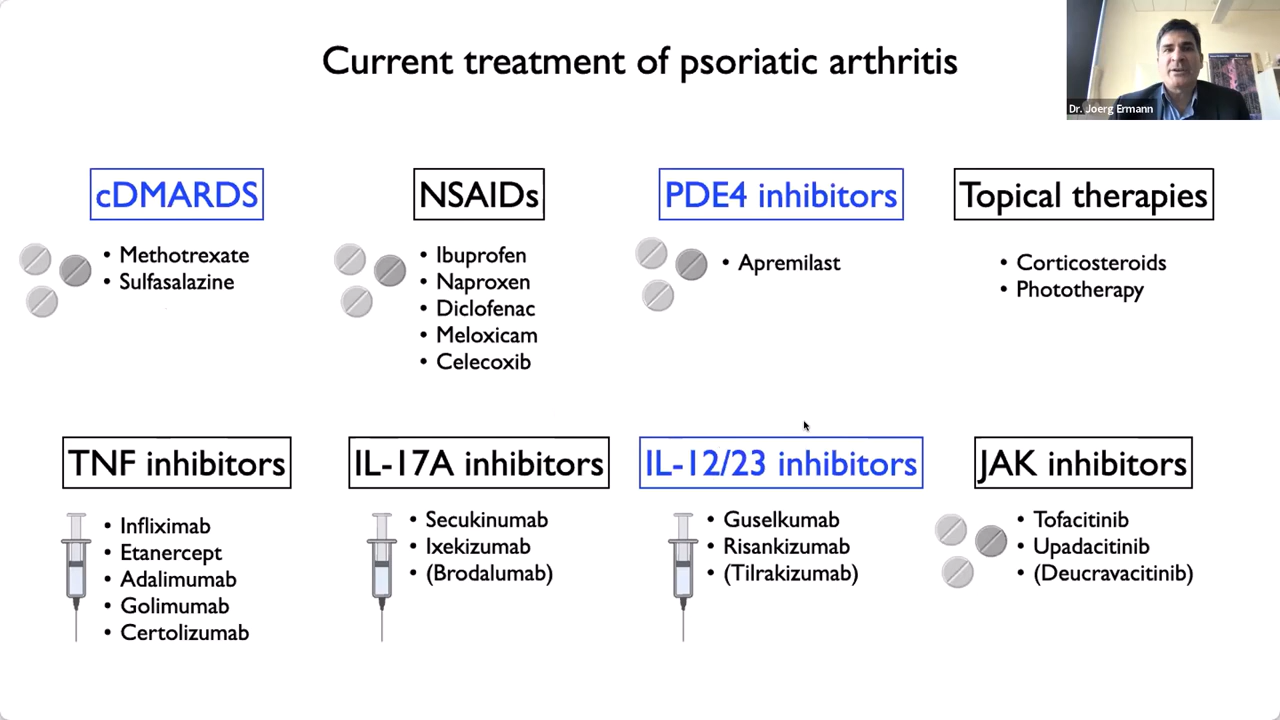 Current treatment of psoriatic arthritis
Dr. Joerg Ermann
cDMARDS
• Methotrexate
• Sulfasalazine
NSAIDs
• Ibuprofen
• Naproxen
• Diclofenac
• Meloxicam
• Celecoxib
PDE4 inhibitors
• Apremilast
Topical therapies
• Corticosteroids
• Phototherapy
TNF inhibitors
• Infliximab
• Etanercept
• Adalimumab
• Golimumab
• Certolizumab
IL-17A inhibitors
• Secukinumab
• Ixekizumab
• (Brodalumab)
IL-12/23 inhibitors
• Guselkumab
• Risankizumab
• (Tilrakizumab)
JAK inhibitors
• Tofacitinib
• Upadacitinib
• (Deucravacitinib)